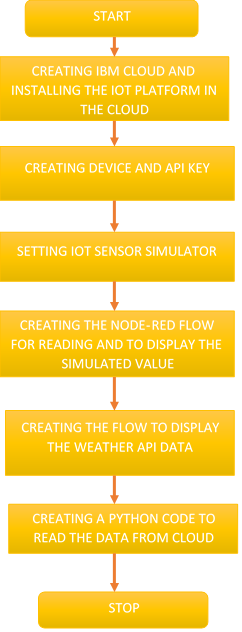 START
CREATING IBM CLOUD AND
INSTALLING THE IOT PLATFORM IN
THE CLOUD
CREATING DEVICE AND API KEY
SETTING IOT SENSOR SIMULATOR
CREATING THE NODE-RED FLOW
FOR READING AND TO DISPLAY THE
SIMULATED VALUE
CREATING THE FLOW TO DISPLAY
THE WEATHER API DATA
CREATING A PYTHON CODE TO
READ THE DATA FROM CLOUD
STOP